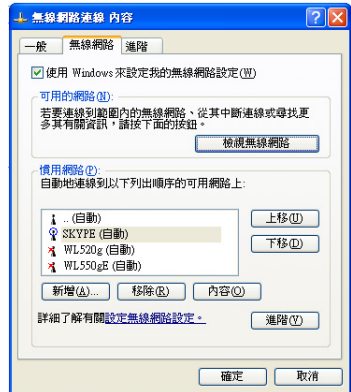 無線網路連線 內容
一般
無線網路
進階
使用 Windows 來設定我的無線網路設定(W)
可用的網路(N):
若要連線到範圍內的無線網路、從其中斷連線或尋找更
多其有關資訊，請按下面的按鈕。
檢視無線網路
慣用網路(P):
自動地連線到以下列出順序的可用網路上:
.. (自動)
SKYPE (自動)
WL520g (自動)
WL550gE (自動)
上移(U)
下移(D)
新增(A)...
移除(R)
內容(O)
詳細了解有關設定無線網路設定。
進階(V)
確定
取消